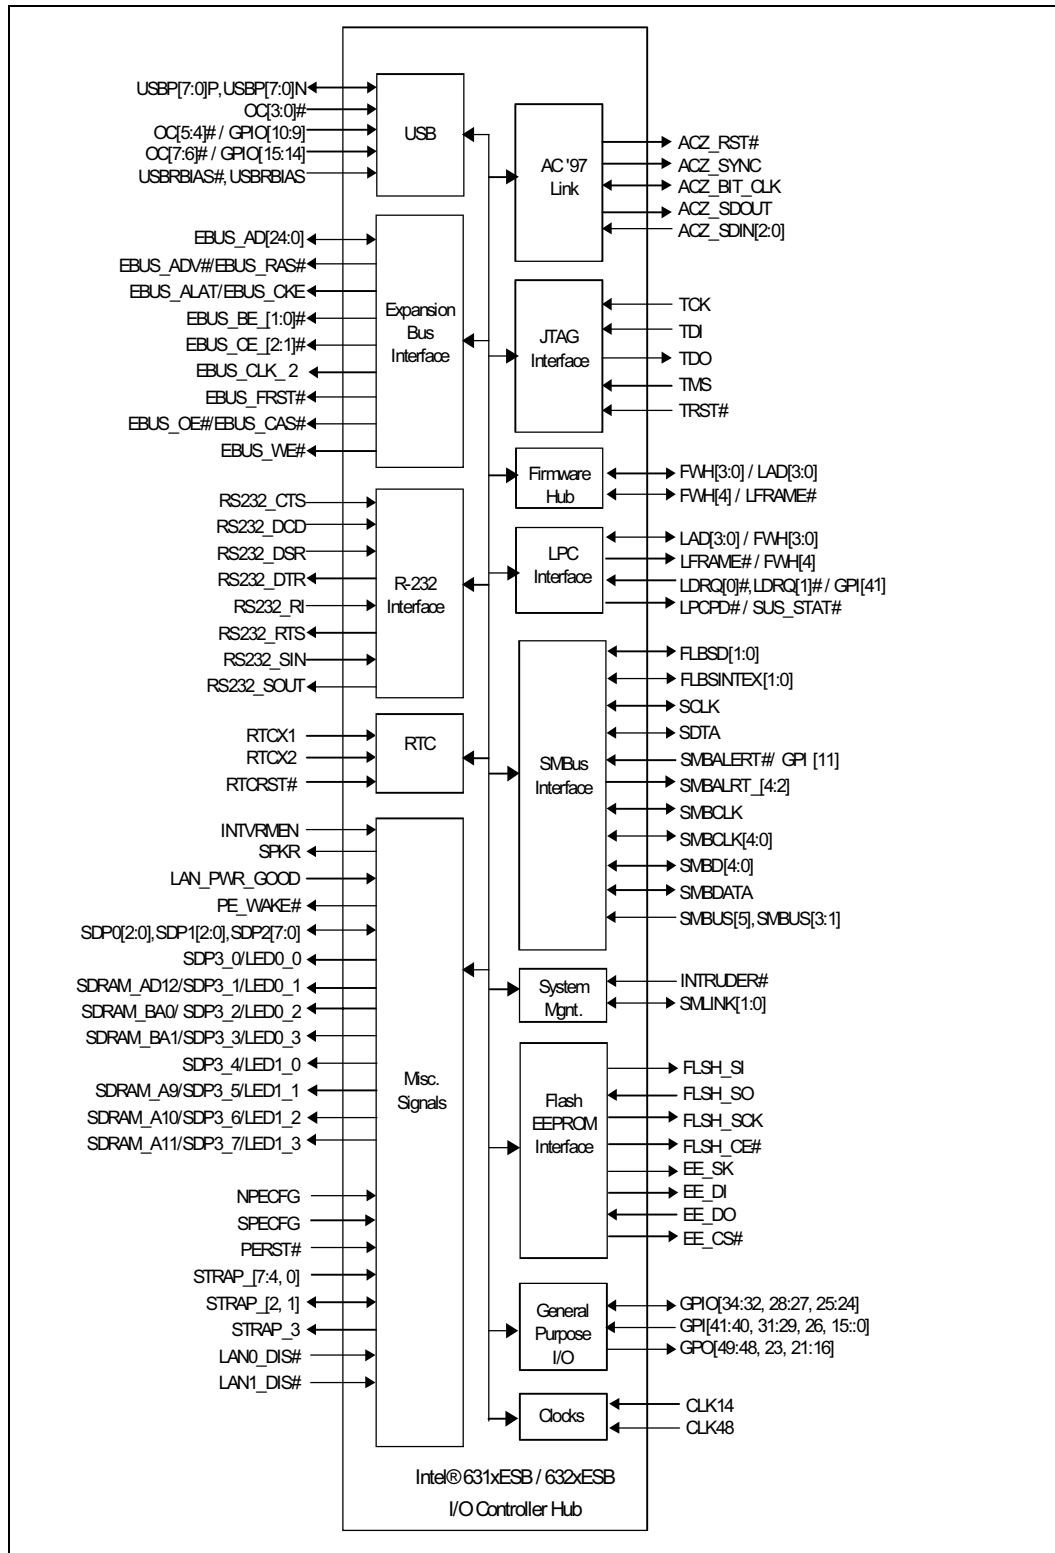 USBP[7:0]P, USBP[7:0]N
OC[3:0]#
OC[5:4]# / GPIO[10:9]
OC[7:6]# / GPIO[15:14]
USBRBIAS#, USBRBIAS
USB
EBUS_AD[24:0]
EBUS_ADV#/EBUS_RAS#
EBUS_ALAT/EBUS_CKE
EBUS_BE_[1:0]#
EBUS_CE_[2:1]#
EBUS_CLK_2
EBUS_FRST#
EBUS_OE#/EBUS_CAS#
EBUS_WE#
Expansion
Bus
Interface
RS232_CTS
RS232_DCD
RS232_DSR
RS232_DTR
RS232_RI
RS232_RTS
RS232_SIN
RS232_SOUT
R-232
Interface
RTCX1
RTCX2
RTCRST#
RTC
INTVRMEN
SPKR
LAN_PWR_GOOD
PE_WAKE#
SDP0[2:0], SDP1[2:0], SDP2[7:0]
SDP3_0/LED0_0
SDRAM_AD12/SDP3_1/LED0_1
SDRAM_BA0/ SDP3_2/LED0_2
SDRAM_BA1/SDP3_3/LED0_3
SDP3_4/LED1_0
SDRAM_A9/SDP3_5/LED1_1
SDRAM_A10/SDP3_6/LED1_2
SDRAM_A11/SDP3_7/LED1_3
NPECFG
SPECFG
PERST#
STRAP_[7:4, 0]
STRAP_[2, 1]
STRAP_3
LAN0_DIS#
LAN1_DIS#
Misc.
Signals
AC '97
Link
ACZ_RST#
ACZ_SYNC
ACZ_BIT_CLK
ACZ_SDOUT
ACZ_SDIN[2:0]
JTAG
Interface
TCK
TDI
TDO
TMS
TRST#
Firmware
Hub
FWH[3:0] / LAD[3:0]
FWH[4] / LFRAME#
LPC
Interface
LAD[3:0] / FWH[3:0]
LFRAME# / FWH[4]
LDRQ[0]#, LDRQ[1]# / GPI[41]
LPCPD# / SUS_STAT#
SMBus
Interface
FLBSD[1:0]
FLBSINTEX[1:0]
SCLK
SDTA
SMBALERT#/ GPI [11]
SMBALRT_[4:2]
SMBCLK
SMBCLK[4:0]
SMBD[4:0]
SMBDATA
SMBUS[5], SMBUS[3:1]
System
Mgnt.
INTRUDER#
SMLINK[1:0]
Flash
EEPROM
Interface
FLSH_SI
FLSH_SO
FLSH_SCK
FLSH_CE#
EE_SK
EE_DI
EE_DO
EE_CS#
General
Purpose
I/O
GPIO[34:32, 28:27, 25:24]
GPI[41:40, 31:29, 26, 15::0]
GPO[49:48, 23, 21:16]
Clocks
CLK14
CLK48
Intel® 631xESB / 632xESB
I/O Controller Hub